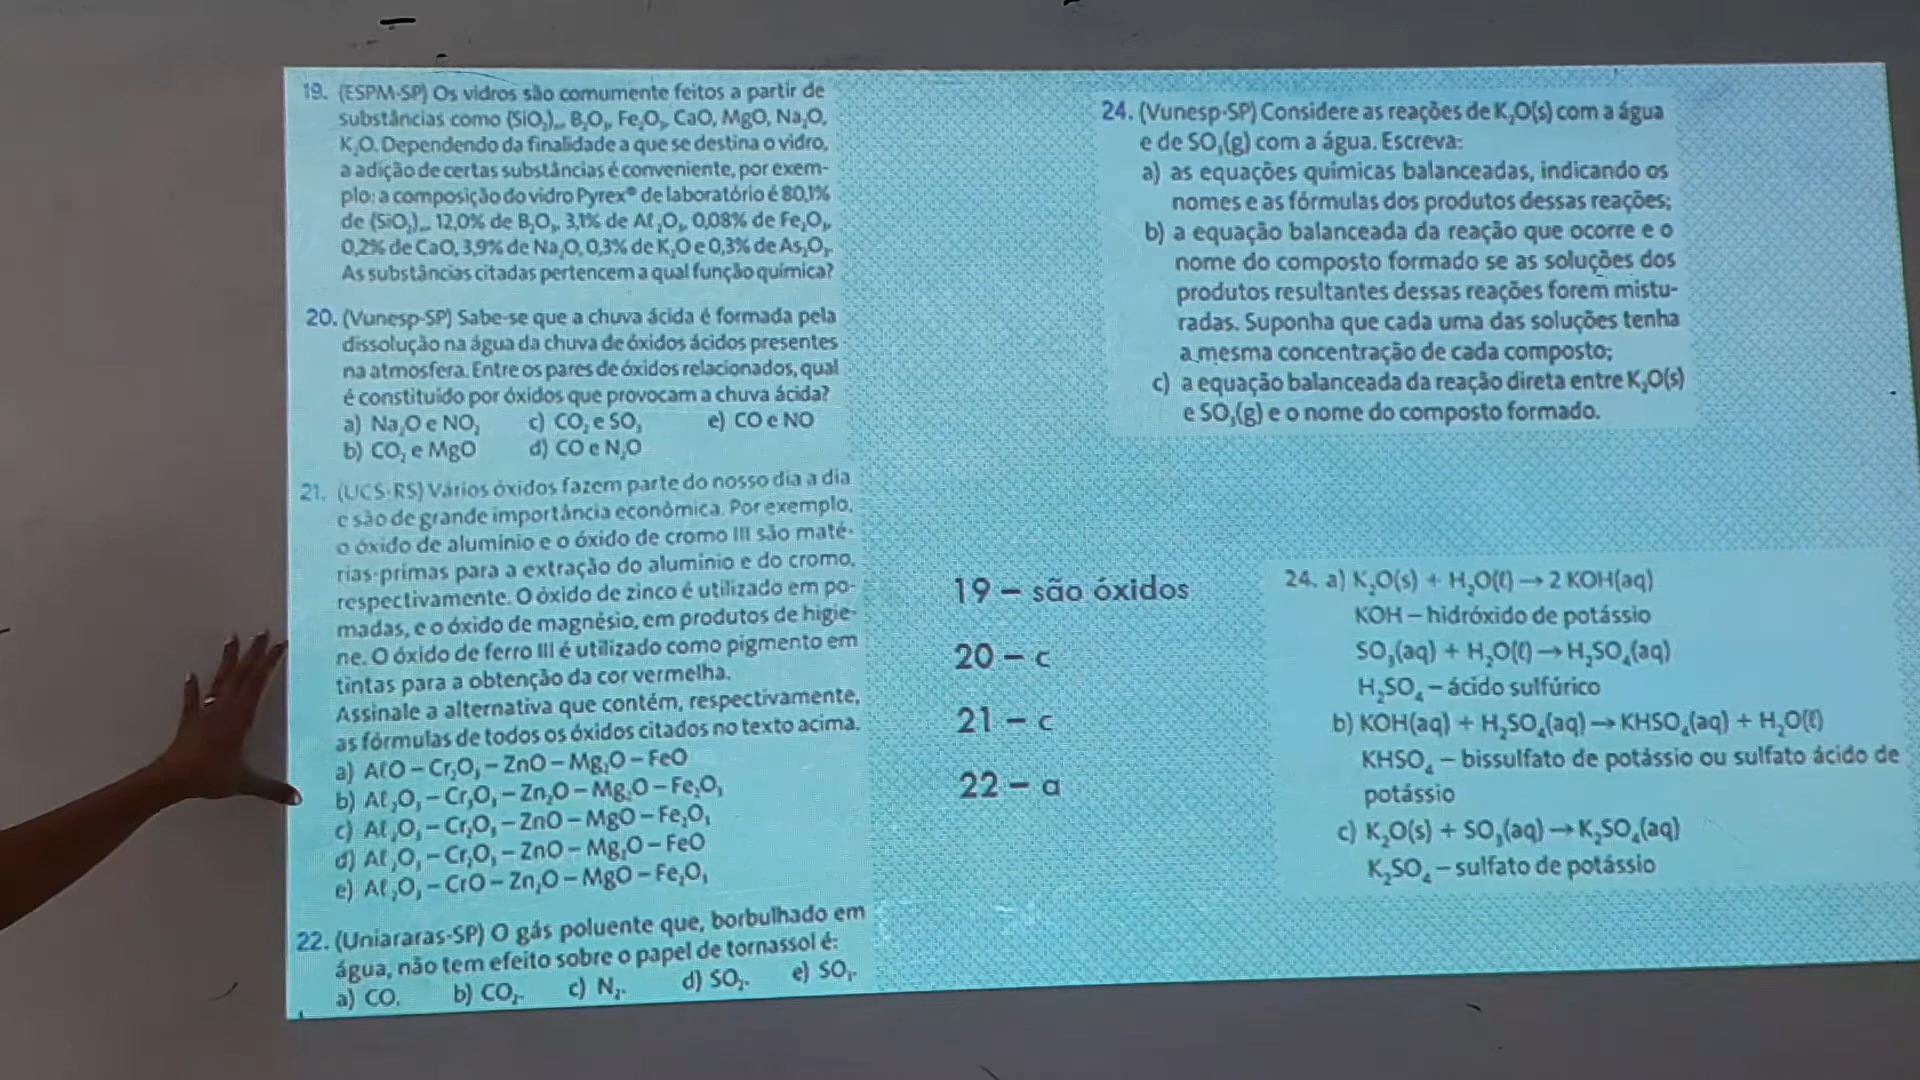 19. (ESPM-SP) Os vidros são comumente feitos a partir de
substâncias como (SiO₂)ₙ, B₂O₃, Fe₂O₃, CaO, MgO, Na₂O,
K₂O. Dependendo da finalidade a que se destina o vidro,
a adição de certas substâncias é conveniente, por exem-
plo: a composição do vidro Pyrex® de laboratório é 80,1%
de (SiO₂)ₙ, 12,0% de B₂O₃, 3,1% de Aℓ₂O₃, 0,08% de Fe₂O₃,
0,2% de CaO, 3,9% de Na₂O, 0,3% de K₂O e 0,3% de As₂O₃.
As substâncias citadas pertencem a qual função química?
20. (Vunesp-SP) Sabe-se que a chuva ácida é formada pela
dissolução na água da chuva de óxidos ácidos presentes
na atmosfera. Entre os pares de óxidos relacionados, qual
é constituído por óxidos que provocam a chuva ácida?
a) Na₂O e NO₂ c) CO₂ e SO₃ e) CO e NO
b) CO₂ e MgO d) CO e N₂O
21. (UCS-RS) Vários óxidos fazem parte do nosso dia a dia
e são de grande importância econômica. Por exemplo,
o óxido de alumínio e o óxido de cromo III são maté-
rias-primas para a extração do alumínio e do cromo,
respectivamente. O óxido de zinco é utilizado em po-
madas, e o óxido de magnésio, em produtos de higie-
ne. O óxido de ferro III é utilizado como pigmento em
tintas para a obtenção da cor vermelha.
Assinale a alternativa que contém, respectivamente,
as fórmulas de todos os óxidos citados no texto acima.
a) AℓO – Cr₂O₃ – ZnO – Mg₂O – FeO
b) Aℓ₂O₃ – Cr₂O₃ – Zn₂O – Mg₂O – Fe₂O₃
c) Aℓ₂O₃ – Cr₂O₃ – ZnO – MgO – Fe₂O₃
d) Aℓ₂O₃ – Cr₂O₃ – ZnO – Mg₂O – FeO
e) Aℓ₂O₃ – CrO – Zn₂O – MgO – Fe₂O₃
22. (Uniararas-SP) O gás poluente que, borbulhado em
água, não tem efeito sobre o papel de tornassol é:
a) CO. b) CO₂. c) N₂. d) SO₂. e) SO₃.
19 – são óxidos
20 – c
21 – c
22 – a
24. (Vunesp-SP) Considere as reações de K₂O(s) com a água
e de SO₃(g) com a água. Escreva:
a) as equações químicas balanceadas, indicando os
nomes e as fórmulas dos produtos dessas reações;
b) a equação balanceada da reação que ocorre e o
nome do composto formado se as soluções dos
produtos resultantes dessas reações forem mistu-
radas. Suponha que cada uma das soluções tenha
a mesma concentração de cada composto;
c) a equação balanceada da reação direta entre K₂O(s)
e SO₃(g) e o nome do composto formado.
24. a) K₂O(s) + H₂O(ℓ) → 2 KOH(aq)
KOH – hidróxido de potássio
SO₃(aq) + H₂O(ℓ) → H₂SO₄(aq)
H₂SO₄ – ácido sulfúrico
b) KOH(aq) + H₂SO₄(aq) → KHSO₄(aq) + H₂O(ℓ)
KHSO₄ – bissulfato de potássio ou sulfato ácido de
potássio
c) K₂O(s) + SO₃(aq) → K₂SO₄(aq)
K₂SO₄ – sulfato de potássio